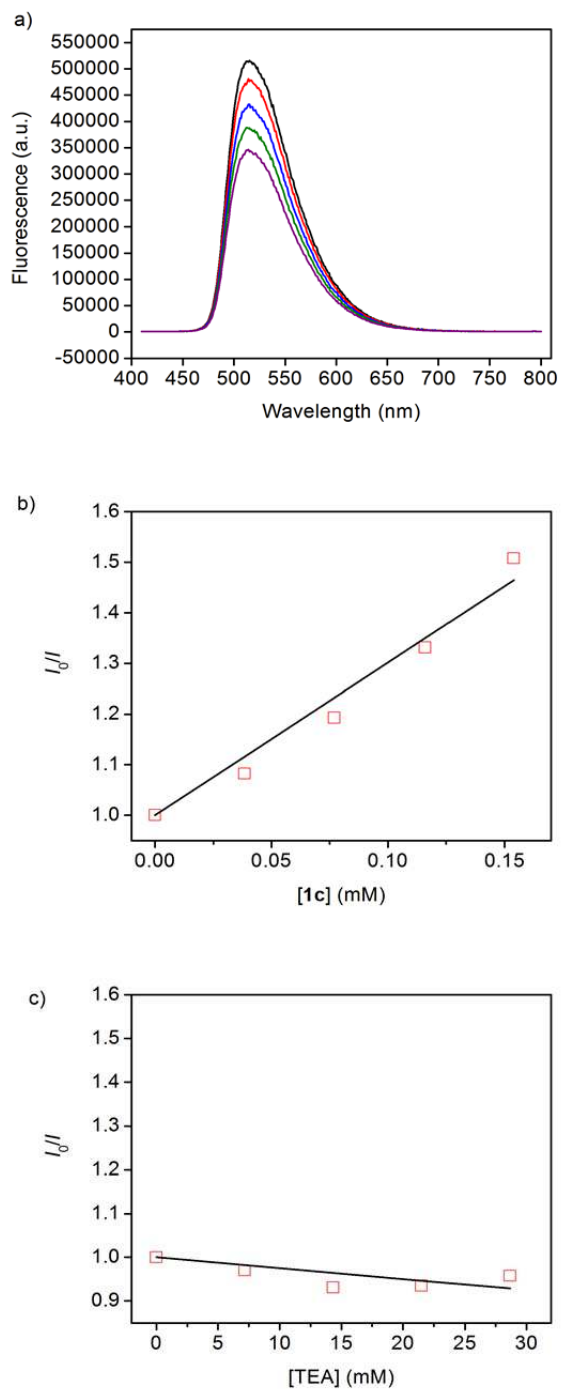 a)
550000
500000
450000
400000
350000
300000
250000
200000
150000
100000
50000
0
-50000
Fluorescence (a.u.)
400 450 500 550 600 650 700 750 800
Wavelength (nm)
b)
1.6
1.5
1.4
1.3
1.2
1.1
1.0
I0/I
0.00 0.05 0.10 0.15
[1c] (mM)
c)
1.6
1.5
1.4
1.3
1.2
1.1
1.0
0.9
I0/I
0 5 10 15 20 25 30
[TEA] (mM)